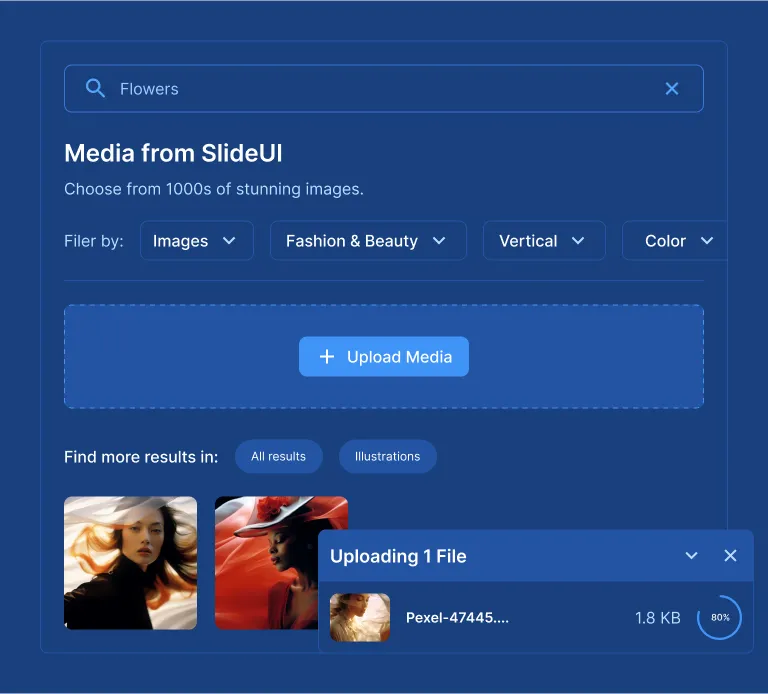 Flowers
Media from SlideUI
Choose from 1000s of stunning images.
Filer by: Images Fashion & Beauty Vertical Color
Upload Media
Find more results in: All results Illustrations
Uploading 1 File
Pexel-47445.... 1.8 KB 80%